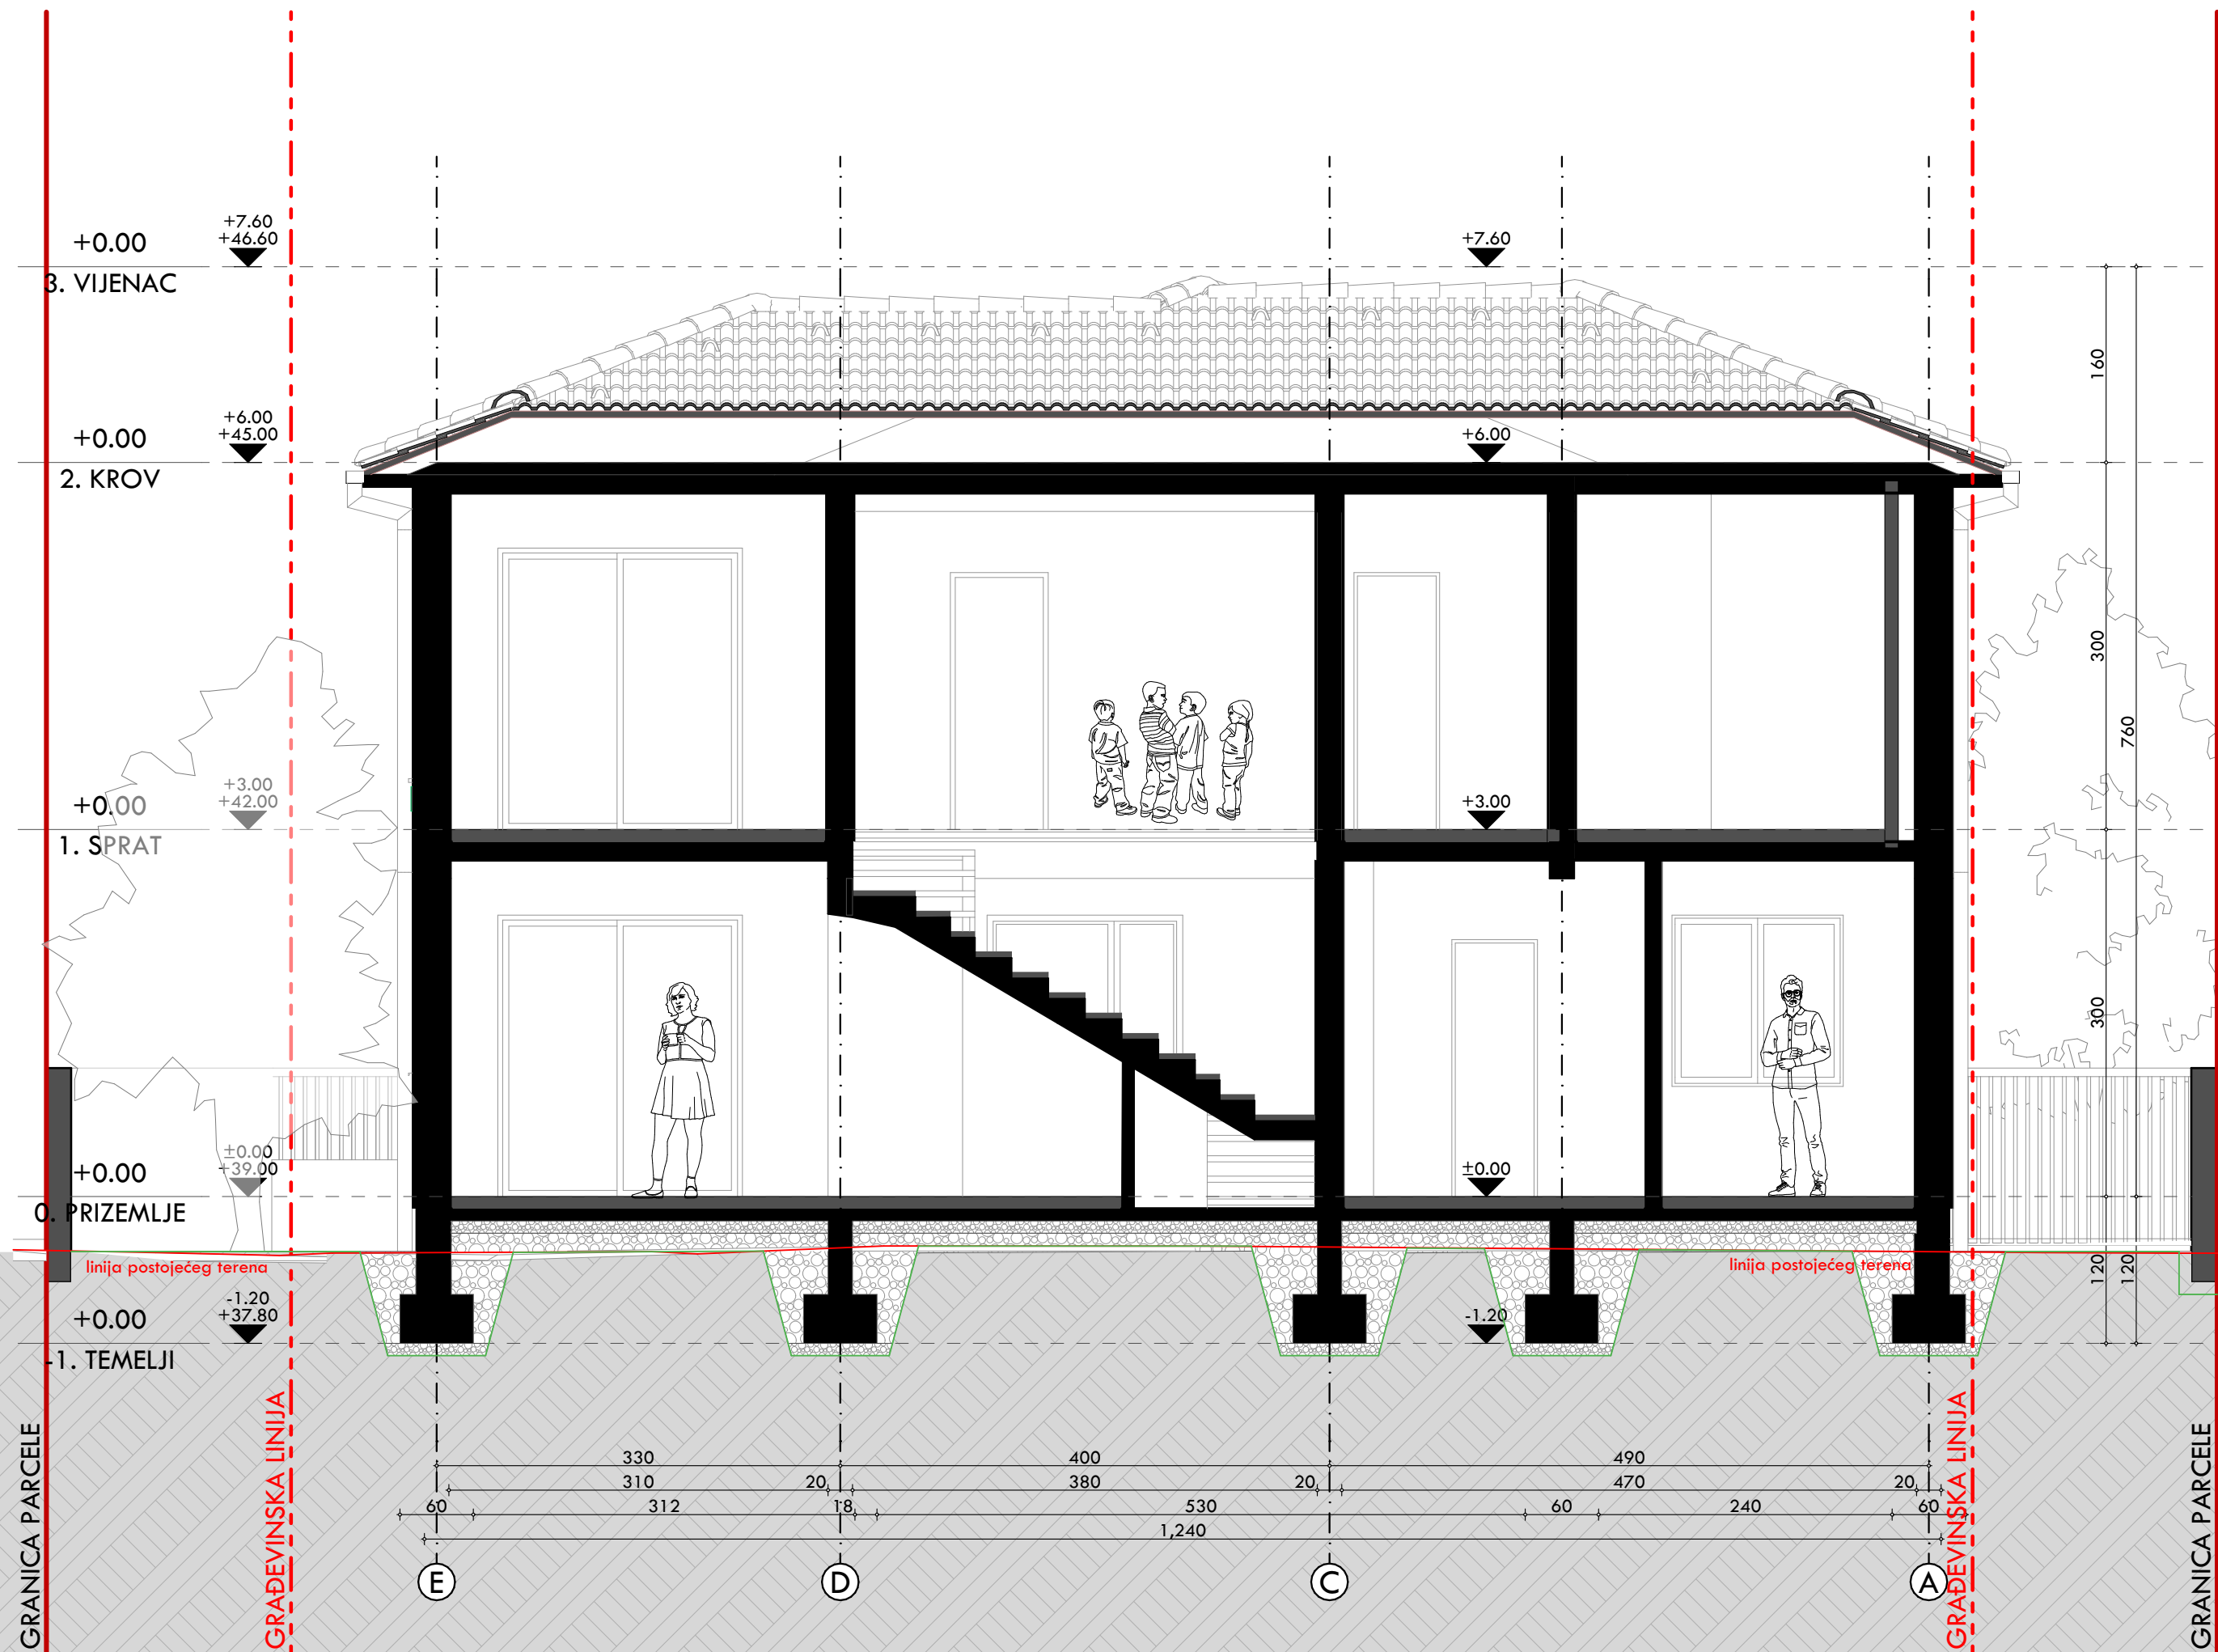 +7.60
+46.60
+0.00
3. VIJENAC
+7.60
160
+6.00
+45.00
+0.00
2. KROV
+6.00
300
760
+3.00
+42.00
+0.00
1. SPRAT
+3.00
300
±0.00
+39.00
+0.00
0. PRIZEMLJE
±0.00
linija postojećeg terena
linija postojećeg terena
120
120
-1.20
+37.80
+0.00
-1. TEMELJI
-1.20
GRANICA PARCELE
GRAĐEVINSKA LINIJA
GRAĐEVINSKA LINIJA
GRANICA PARCELE
330
400
490
310
20
380
20
470
20
60
312
18
530
60
240
60
1,240
E
D
C
A